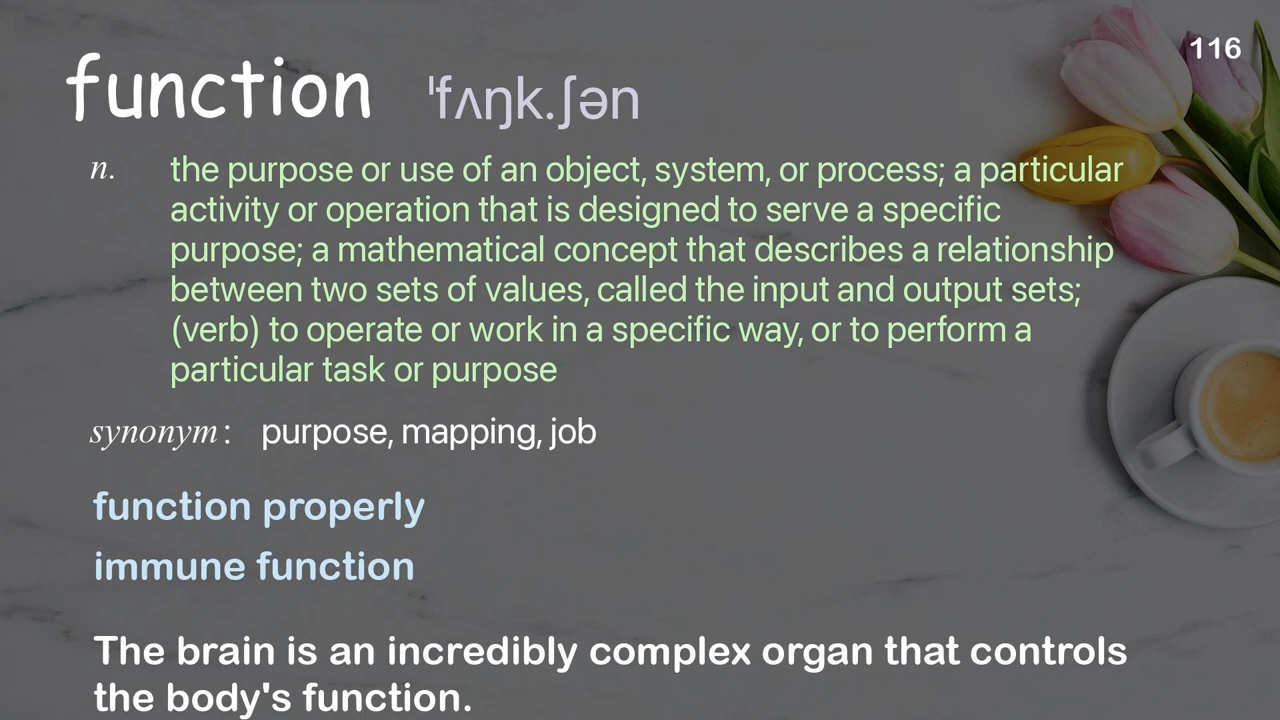 116
function ˈfʌŋk.ʃən
n. the purpose or use of an object, system, or process; a particular
activity or operation that is designed to serve a specific
purpose; a mathematical concept that describes a relationship
between two sets of values, called the input and output sets;
(verb) to operate or work in a specific way, or to perform a
particular task or purpose
synonym: purpose, mapping, job
function properly
immune function
The brain is an incredibly complex organ that controls
the body's function.